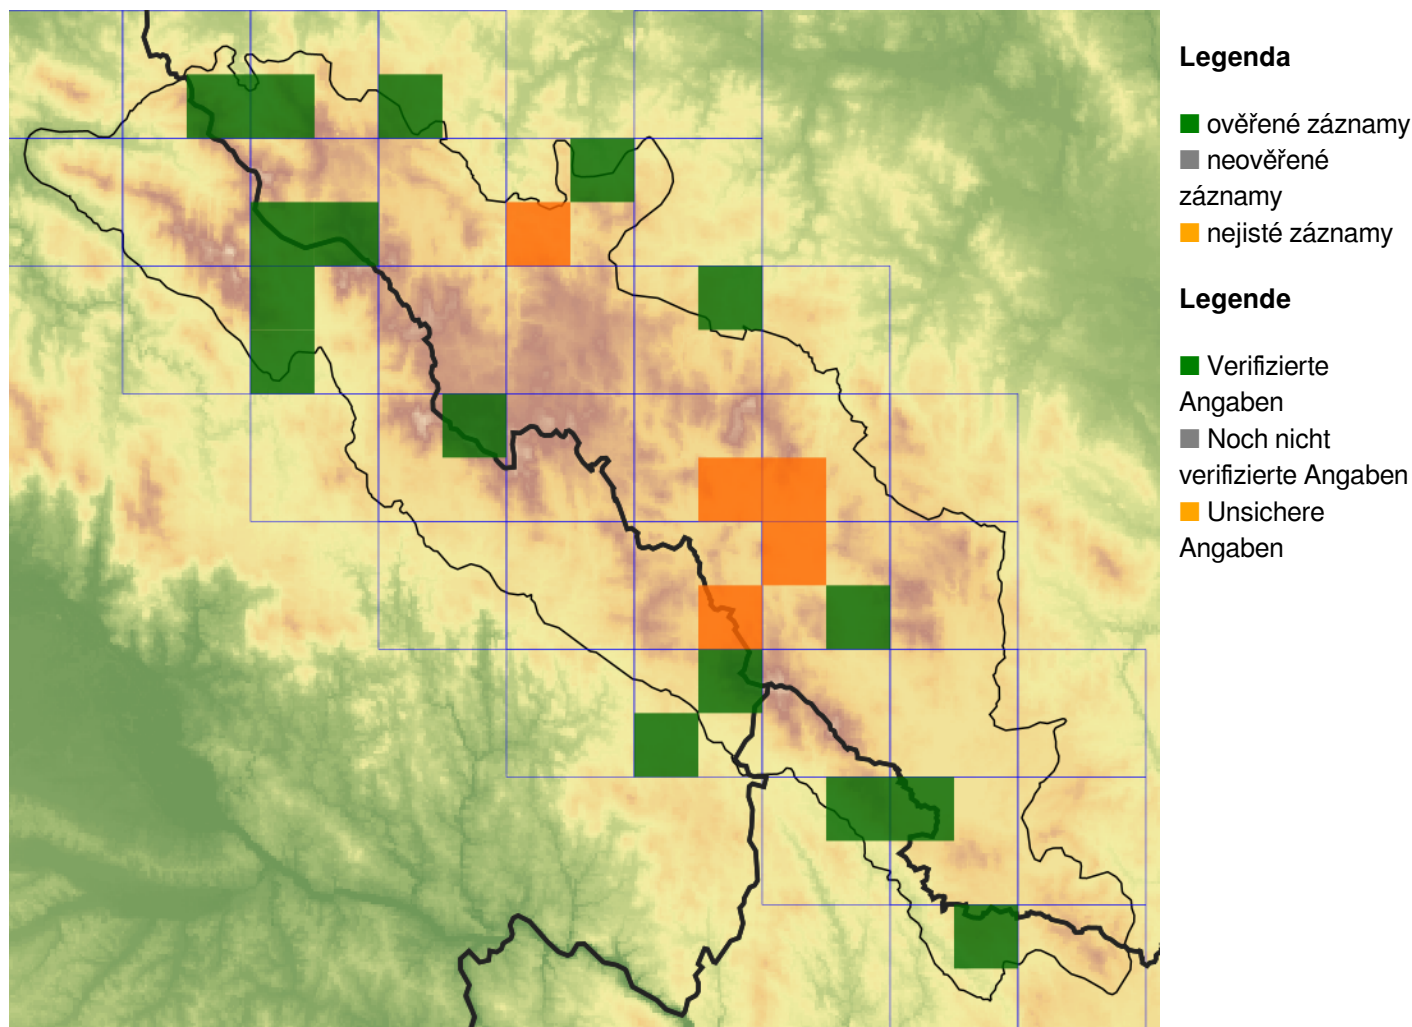 Legenda
ověřené záznamy
neověřené
záznamy
nejisté záznamy
Legende
Verifizierte
Angaben
Noch nicht
verifizierte Angaben
Unsichere
Angaben